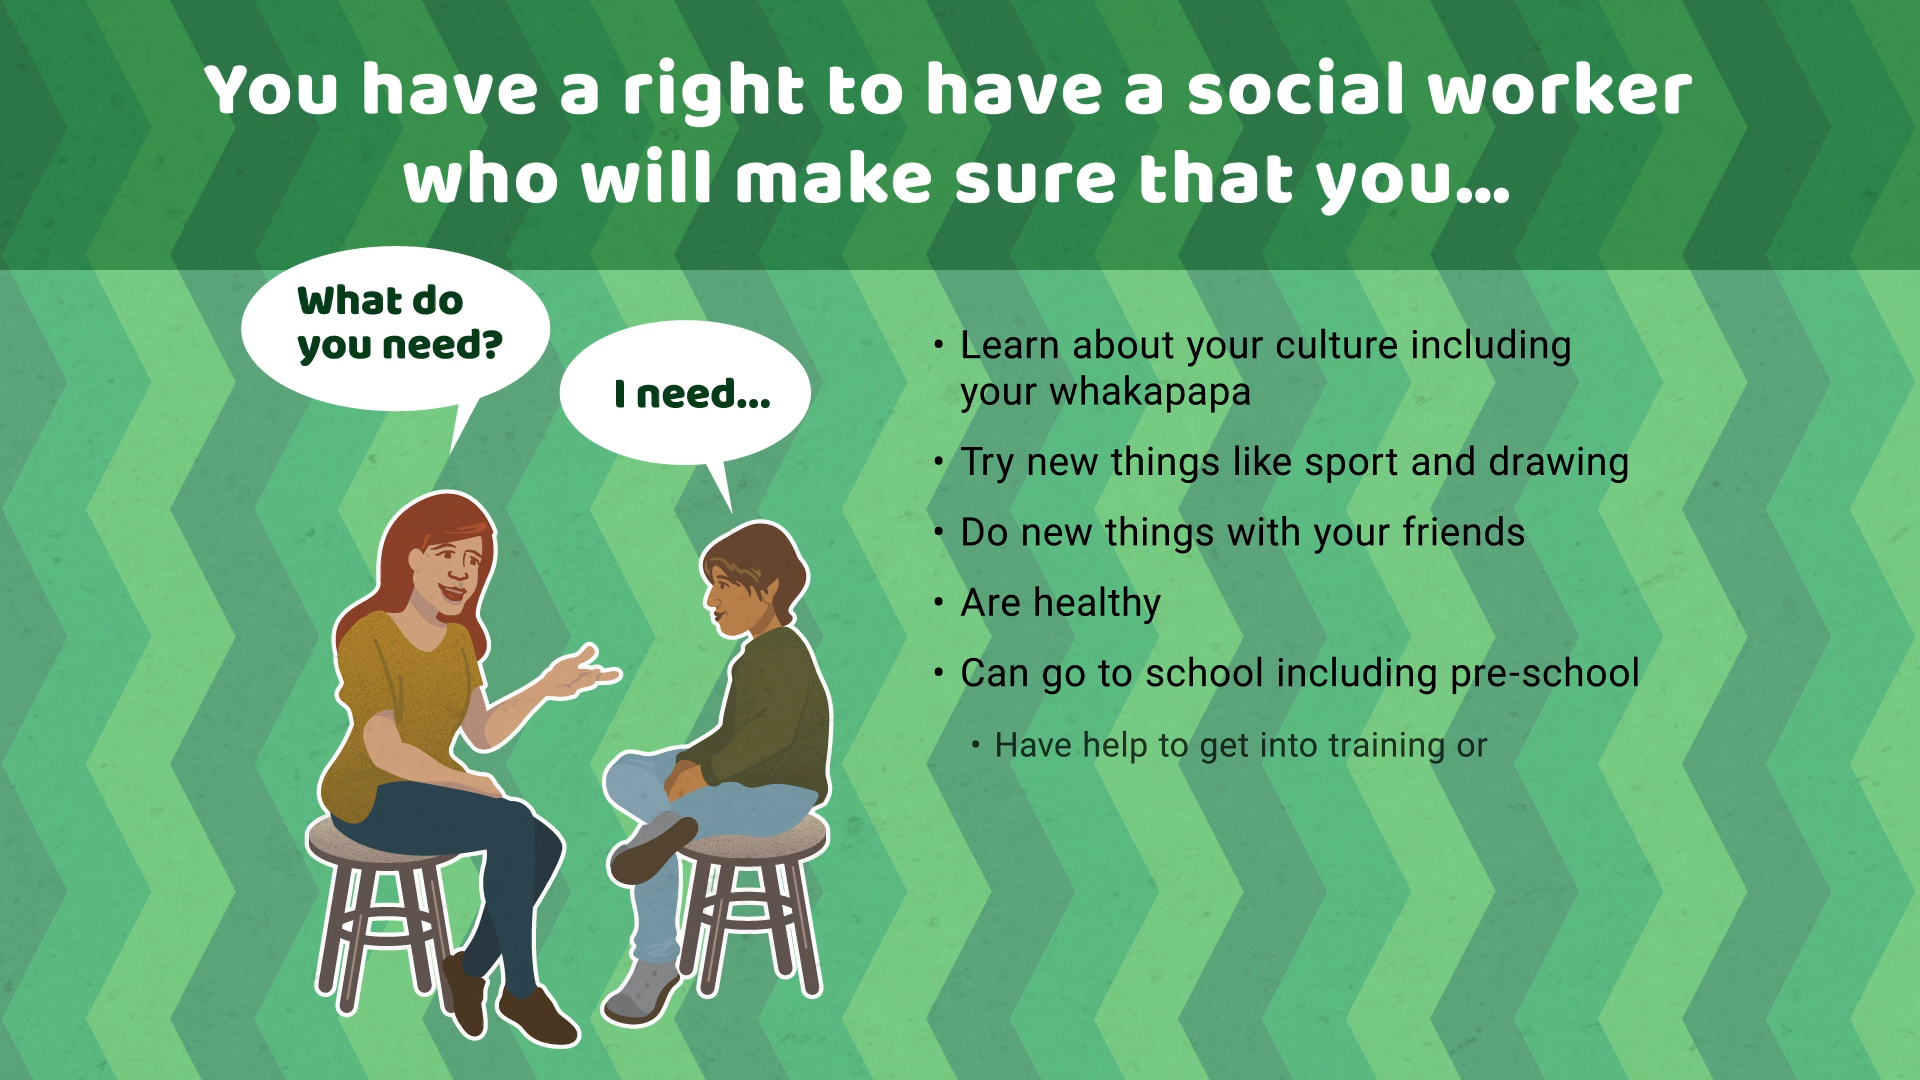 You have a right to have a social worker
who will make sure that you...
What do
you need?
I need...
• Learn about your culture including
your whakapapa
• Try new things like sport and drawing
• Do new things with your friends
• Are healthy
• Can go to school including pre-school
• Have help to get into training or